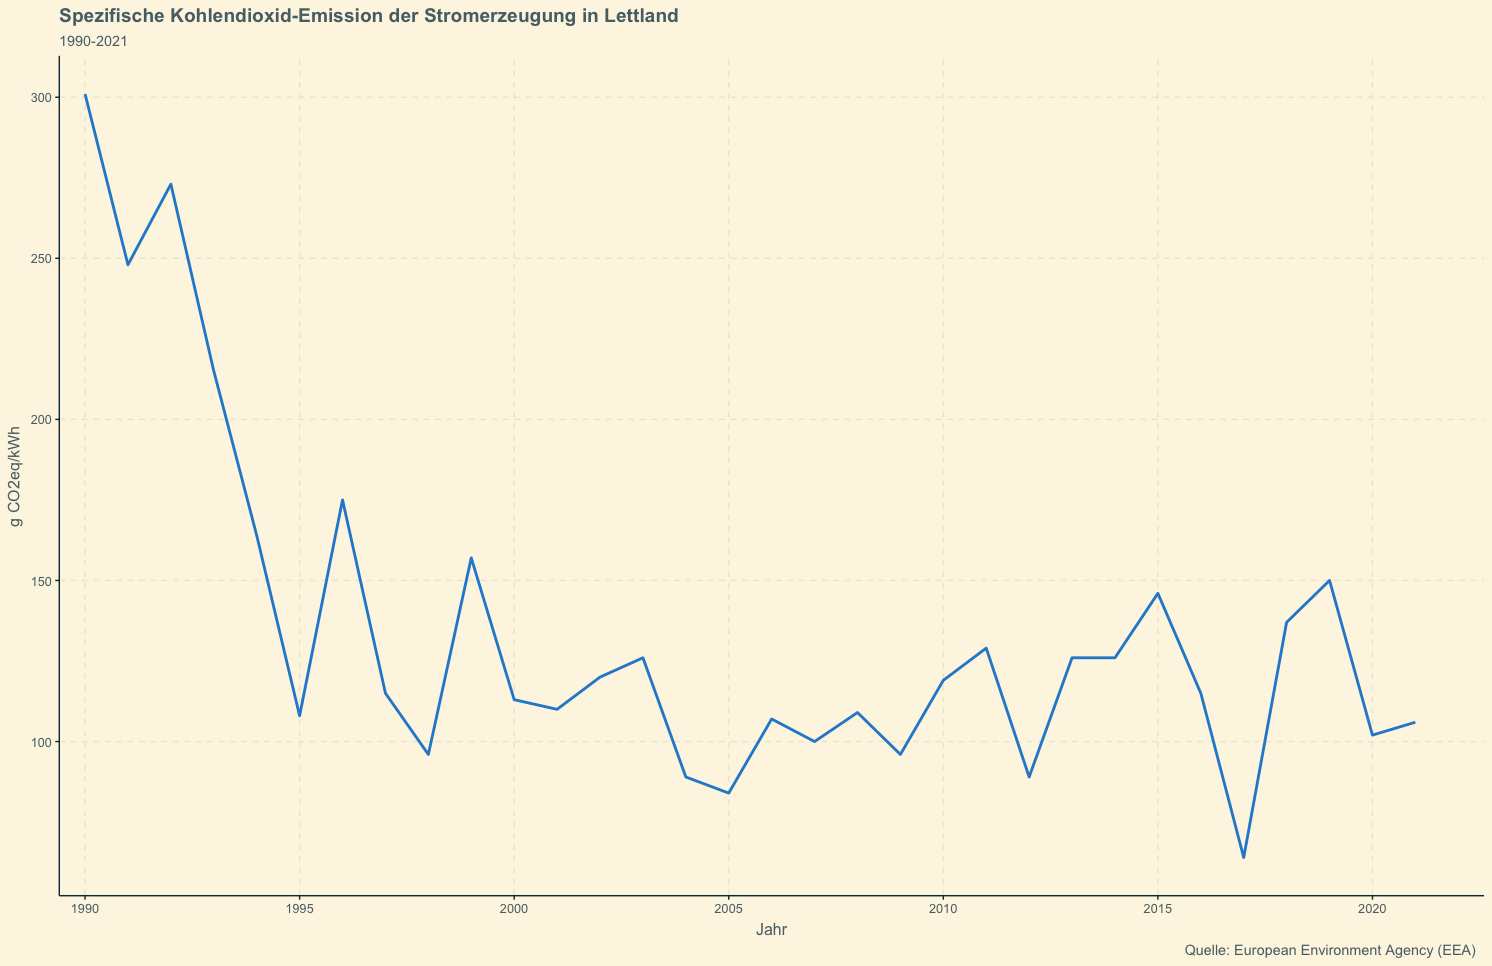 Spezifische Kohlendioxid-Emission der Stromerzeugung in Lettland
1990-2021
g CO2eq/kWh
300
250
200
150
100
1990 1995 2000 2005 2010 2015 2020
Jahr
Quelle: European Environment Agency (EEA)